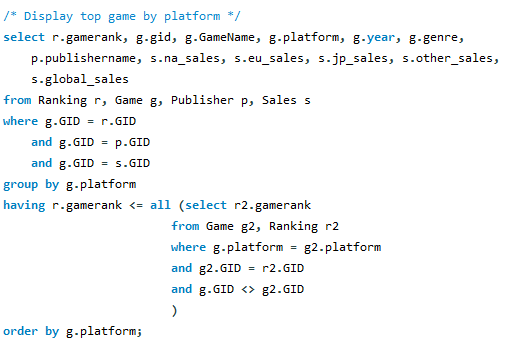 /* Display top game by platform */
select r.gamerank, g.gid, g.GameName, g.platform, g.year, g.genre,
    p.publishername, s.na_sales, s.eu_sales, s.jp_sales, s.other_sales,
    s.global_sales
from Ranking r, Game g, Publisher p, Sales s
where g.GID = r.GID
    and g.GID = p.GID
    and g.GID = s.GID
group by g.platform
having r.gamerank <= all (select r2.gamerank
                        from Game g2, Ranking r2
                        where g.platform = g2.platform
                        and g2.GID = r2.GID
                        and g.GID <> g2.GID
                        )
order by g.platform;